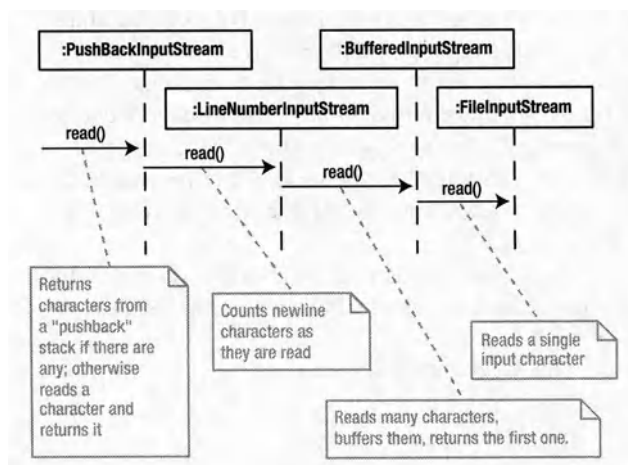 :PushBackInputStream
:BufferedInputStream
:LineNumberInputStream
:FileInputStream
read()
read()
read()
read()
Returns
characters from
a "pushback"
stack if there are
any; otherwise
reads a
character and
returns it
Counts newline
characters as
they are read
Reads a single
input character
Reads many characters,
buffers them, returns the first one.